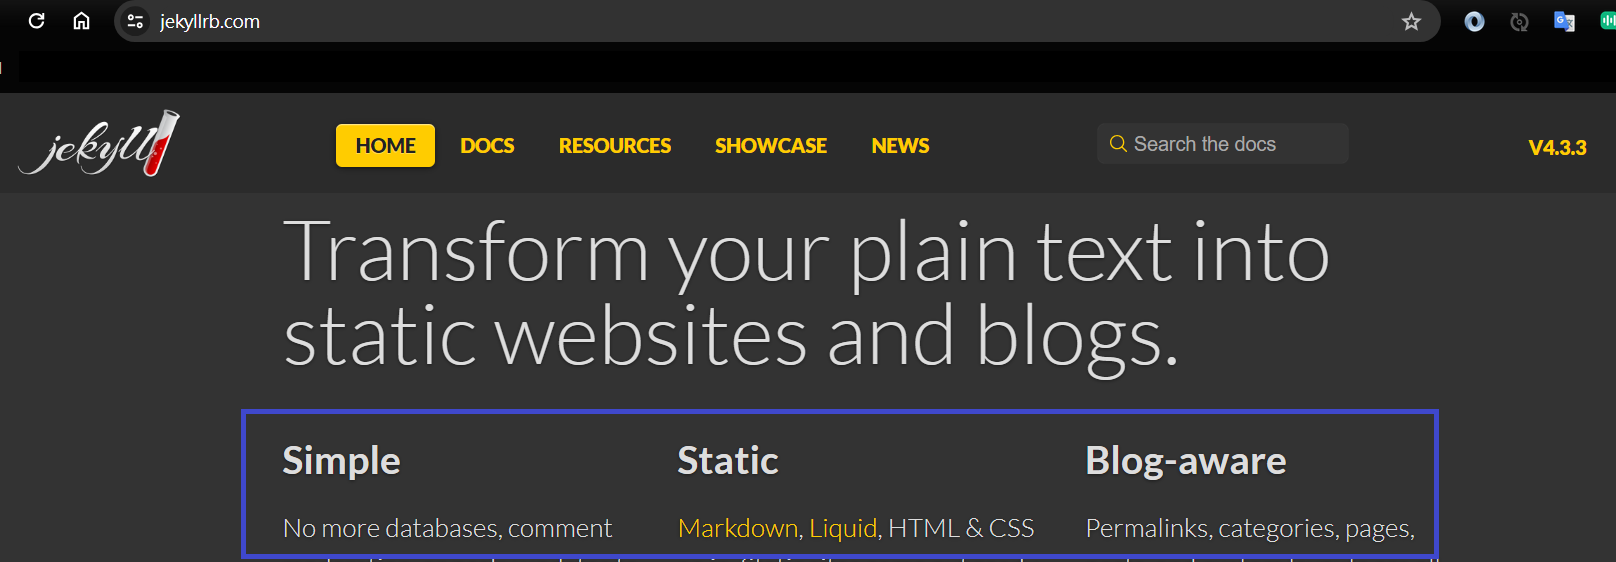 jekyllrb.com
jekyll
HOME DOCS RESOURCES SHOWCASE NEWS Search the docs V4.3.3
Transform your plain text into
static websites and blogs.
Simple Static Blog-aware
No more databases, comment Markdown, Liquid, HTML & CSS Permalinks, categories, pages,